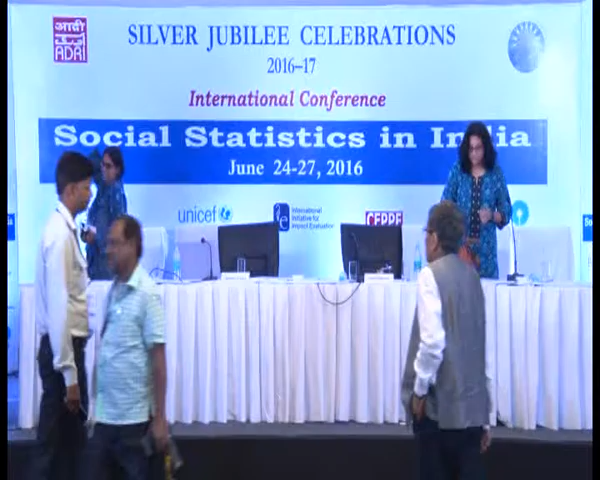 आद्री
ADRI
SILVER JUBILEE CELEBRATIONS
2016–17
International Conference
Social Statistics in India
June 24-27, 2016
unicef
International
Initiative for
Impact Evaluation
CEPPF